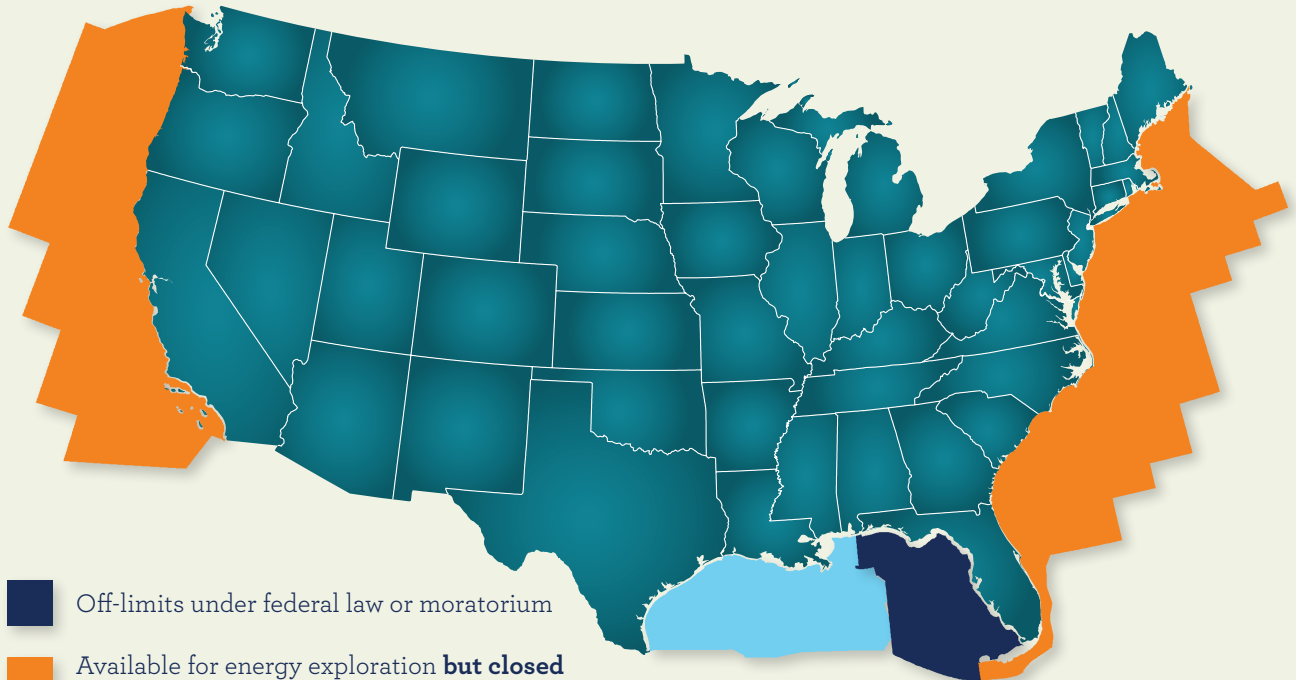 Off-limits under federal law or moratorium
Available for energy exploration but closed